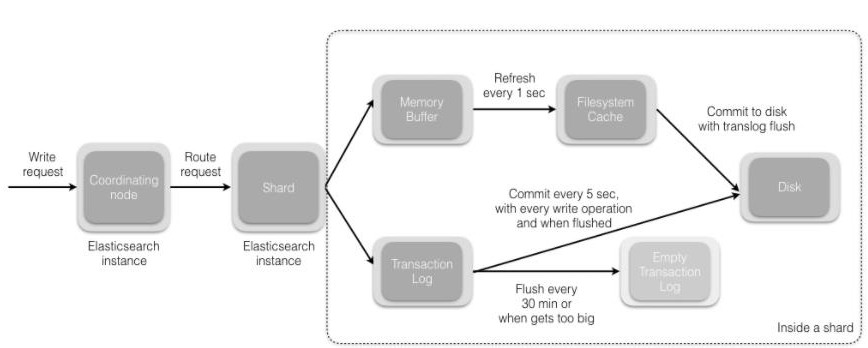 Write
request
Coordinating
node
Elasticsearch
instance
Route
request
Shard
Elasticsearch
instance
Memory
Buffer
Refresh
every 1 sec
Filesystem
Cache
Commit to disk
with translog flush
Disk
Commit every 5 sec,
with every write operation
and when flushed
Transaction
Log
Flush every
30 min or
when gets too big
Empty
Transaction
Log
Inside a shard